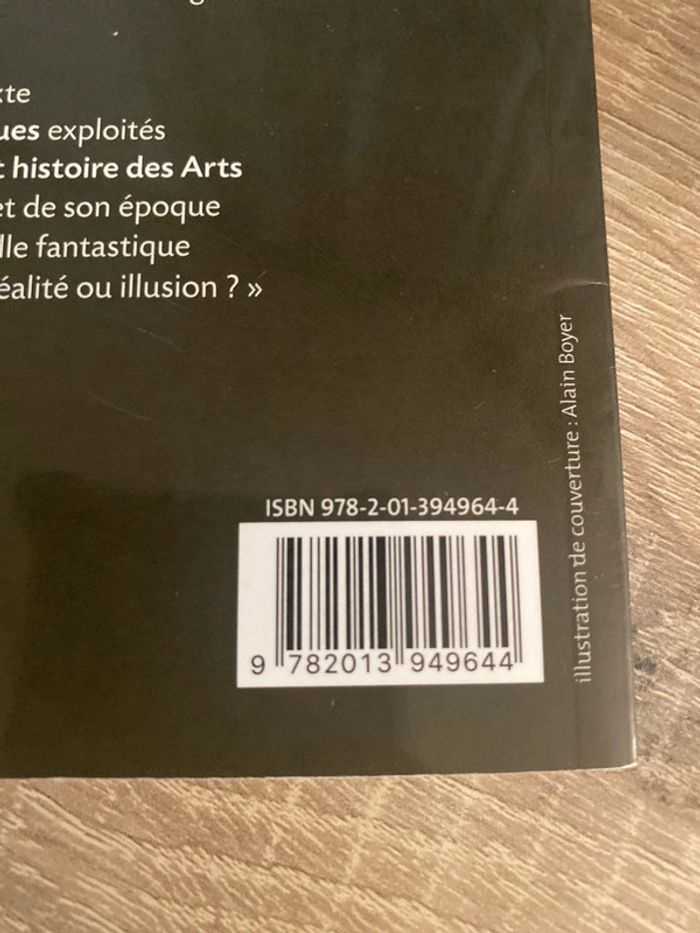 xte
ues exploités
t histoire des Arts
et de son époque
lle fantastique
éalité ou illusion ? »
illustration de couverture : Alain Boyer
ISBN 978-2-01-394964-4
9 782013 949644